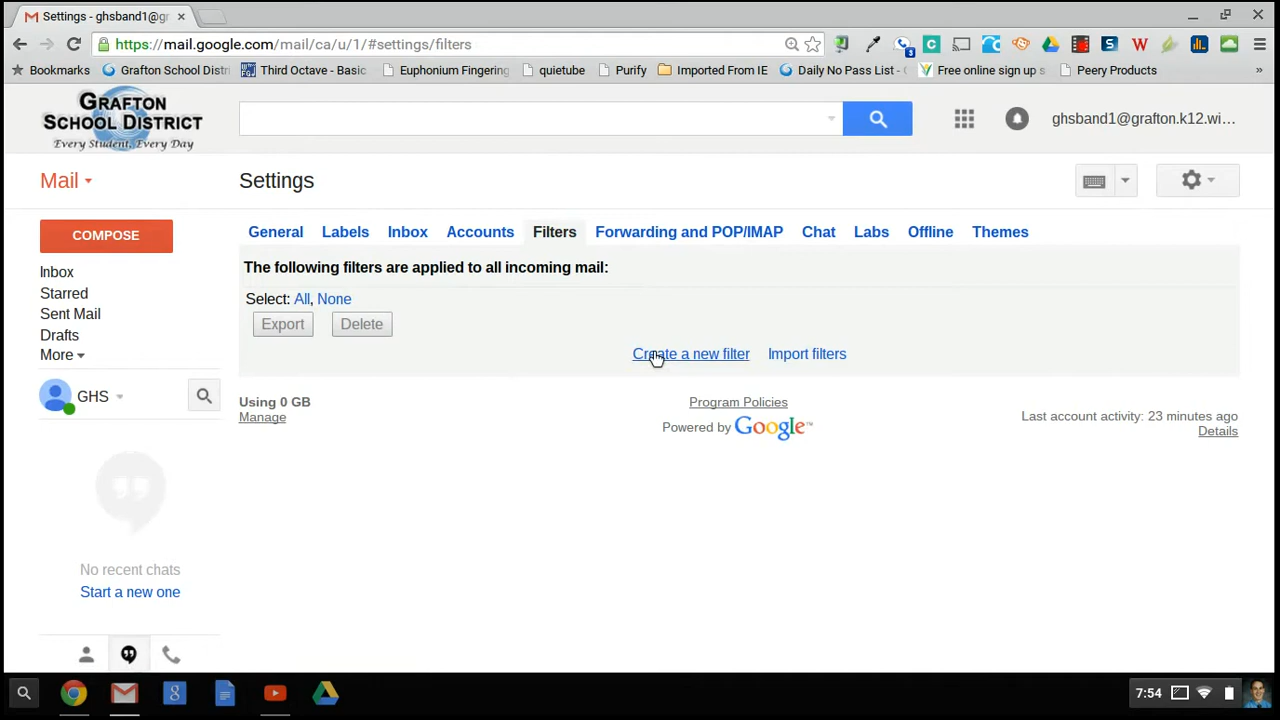 Settings - ghsband1@gr
https://mail.google.com/mail/ca/u/1/#settings/filters
3
Bookmarks Grafton School Distri Third Octave - Basic Euphonium Fingering quietube Purify Imported From IE Daily No Pass List - G Free online sign up s Peery Products »
GRAFTON
SCHOOL DISTRICT
Every Student, Every Day
ghsband1@grafton.k12.wi...
Mail
Settings
COMPOSE
General Labels Inbox Accounts Filters Forwarding and POP/IMAP Chat Labs Offline Themes
The following filters are applied to all incoming mail:
Inbox
Starred
Sent Mail
Drafts
More
Select: All, None
Export Delete
Create a new filter Import filters
GHS
Using 0 GB
Manage
Program Policies
Powered by Google™
Last account activity: 23 minutes ago
Details
No recent chats
Start a new one
7:54